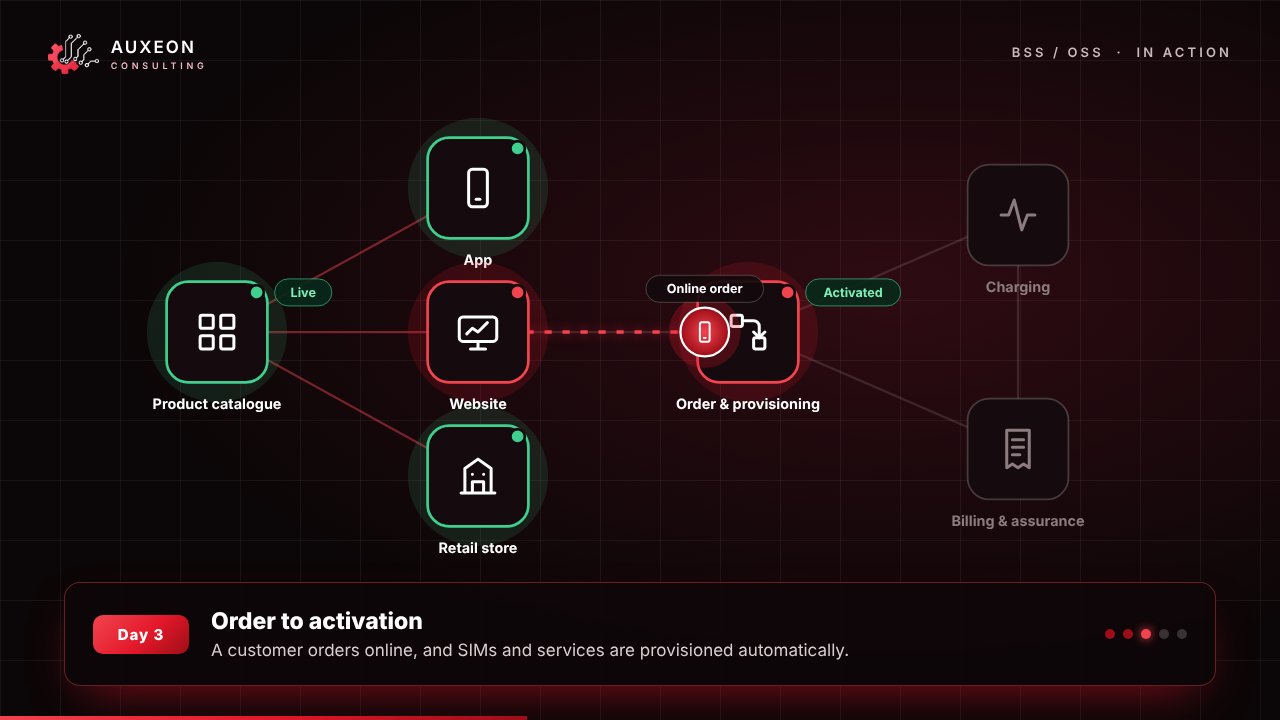 AUXEON
CONSULTING
BSS / OSS · IN ACTION
App
Charging
Live
Online order
Activated
Product catalogue
Website
Order & provisioning
Retail store
Billing & assurance
Day 3
Order to activation
A customer orders online, and SIMs and services are provisioned automatically.